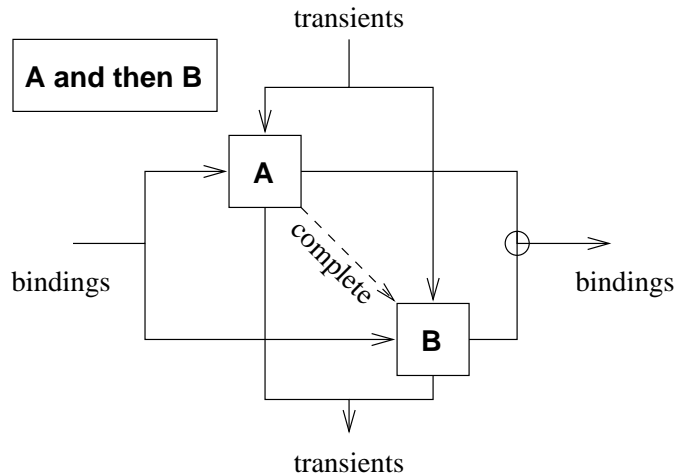 transients
A and then B
A
complete
bindings
bindings
B
transients